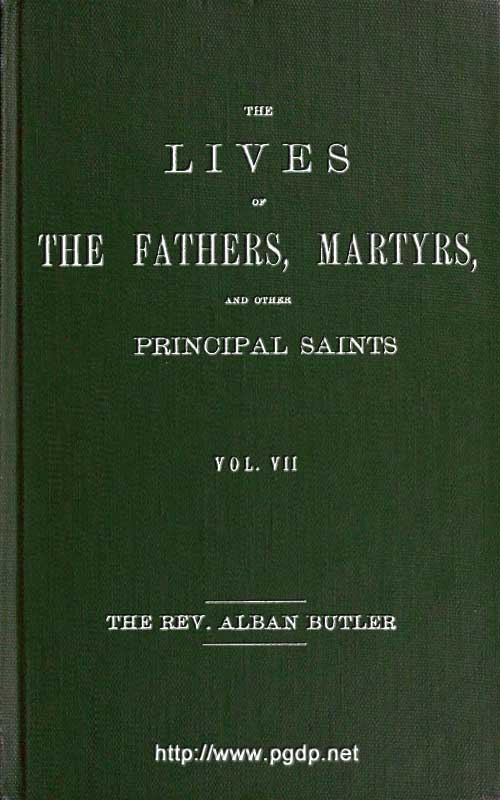 THE
LIVES
OF
THE FATHERS, MARTYRS,
AND OTHER
PRINCIPAL SAINTS
VOL. VII
THE REV. ALBAN BUTLER
http://www.pgdp.net